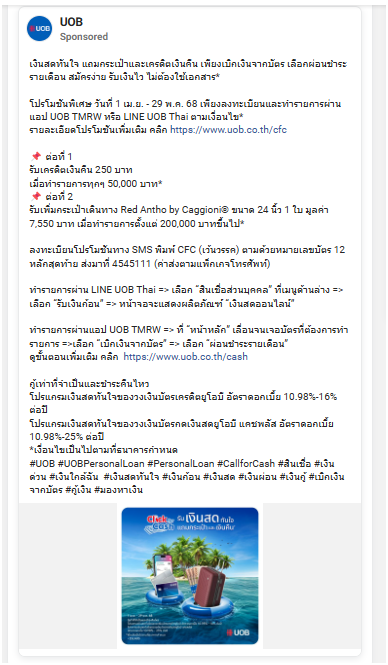 UOB
Sponsored
เงินสดทันใจ แถมกระเป๋าและเครดิตเงินคืน เพียงเบิกเงินจากบัตร เลือกผ่อนชำระ
รายเดือน สมัครง่าย รับเงินไว ไม่ต้องใช้เอกสาร*
โปรโมชันพิเศษ วันที่ 1 เม.ย. - 29 พ.ค. 68 เพียงลงทะเบียนและทำรายการผ่าน
แอป UOB TMRW หรือ LINE UOB Thai ตามเงื่อนไข*
รายละเอียดโปรโมชันเพิ่มเติม คลิก https://www.uob.co.th/cfc
📌 ต่อที่ 1
รับเครดิตเงินคืน 250 บาท
เมื่อทำรายการทุกๆ 50,000 บาท*
📌 ต่อที่ 2
รับเพิ่มกระเป๋าเดินทาง Red Antho by Caggioni® ขนาด 24 นิ้ว 1 ใบ มูลค่า
7,550 บาท เมื่อทำรายการตั้งแต่ 200,000 บาทขึ้นไป*
ลงทะเบียนโปรโมชันทาง SMS พิมพ์ CFC (เว้นวรรค) ตามด้วยหมายเลขบัตร 12
หลักสุดท้าย ส่งมาที่ 4545111 (ค่าส่งตามแพ็กเกจโทรศัพท์)
ทำรายการผ่าน LINE UOB Thai => เลือก “สินเชื่อส่วนบุคคล” ที่เมนูด้านล่าง =>
เลือก “รับเงินก้อน” => หน้าจอจะแสดงผลิตภัณฑ์ “เงินสดออนไลน์”
ทำรายการผ่านแอป UOB TMRW => ที่ “หน้าหลัก” เลื่อนจนเจอบัตรที่ต้องการทำ
รายการ =>เลือก “เบิกเงินจากบัตร” => เลือก “ผ่อนชำระรายเดือน”
ดูขั้นตอนเพิ่มเติม คลิก https://www.uob.co.th/cash
กู้เท่าที่จำเป็นและชำระคืนไหว
โปรแกรมเงินสดทันใจของวงเงินบัตรเครดิตยูโอบี อัตราดอกเบี้ย 10.98%-16%
ต่อปี
โปรแกรมเงินสดทันใจของวงเงินบัตรกดเงินสดยูโอบี แคชพลัส อัตราดอกเบี้ย
10.98%-25% ต่อปี
*เงื่อนไขเป็นไปตามที่ธนาคารกำหนด
#UOB #UOBPersonalLoan #PersonalLoan #CallforCash #สินเชื่อ #เงิน
ด่วน #เงินใกล้ฉัน #เงินสดทันใจ #เงินก้อน #เงินสด #เงินผ่อน #เงินกู้ #เบิกเงิน
จากบัตร #กู้เงิน #มองหาเงิน
Click
Cash
รับ เงินสด ทันใจ
แถมกระเป๋าและ เงินคืน
UOB